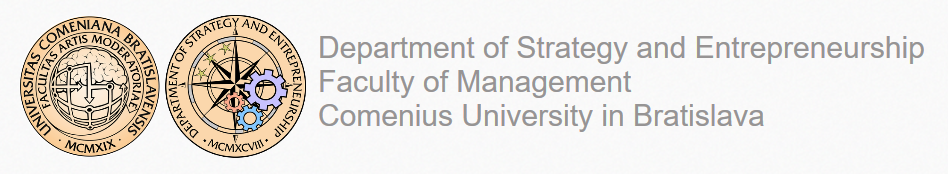 UNIVERSITAS COMENIANA BRATISLAVENSIS
FACULTAS ARTIS MODERATORIAE
· MCMXIX ·
DEPARTMENT OF STRATEGY AND ENTREPRENEURSHIP
· MCMXCVIII ·
Department of Strategy and Entrepreneurship
Faculty of Management
Comenius University in Bratislava